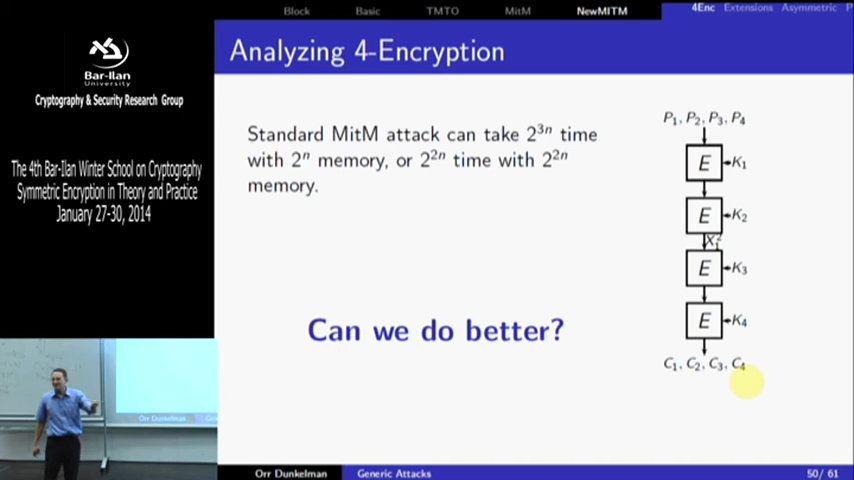 Block Basic TMTO MitM NewMITM 4Enc Extensions Asymmetric P
Analyzing 4-Encryption
Bar-Ilan
University
Cryptography & Security Research Group
The 4th Bar-Ilan Winter School on Cryptography
Symmetric Encryption in Theory and Practice
January 27-30, 2014
Standard MitM attack can take 2^{3n} time
with 2^n memory, or 2^{2n} time with 2^{2n}
memory.
Can we do better?
P₁, P₂, P₃, P₄
E K₁
E K₂
X₁²
E K₃
E K₄
C₁, C₂, C₃, C₄
Orr Dunkelman
Orr Dunkelman Generic Attacks 50 / 61